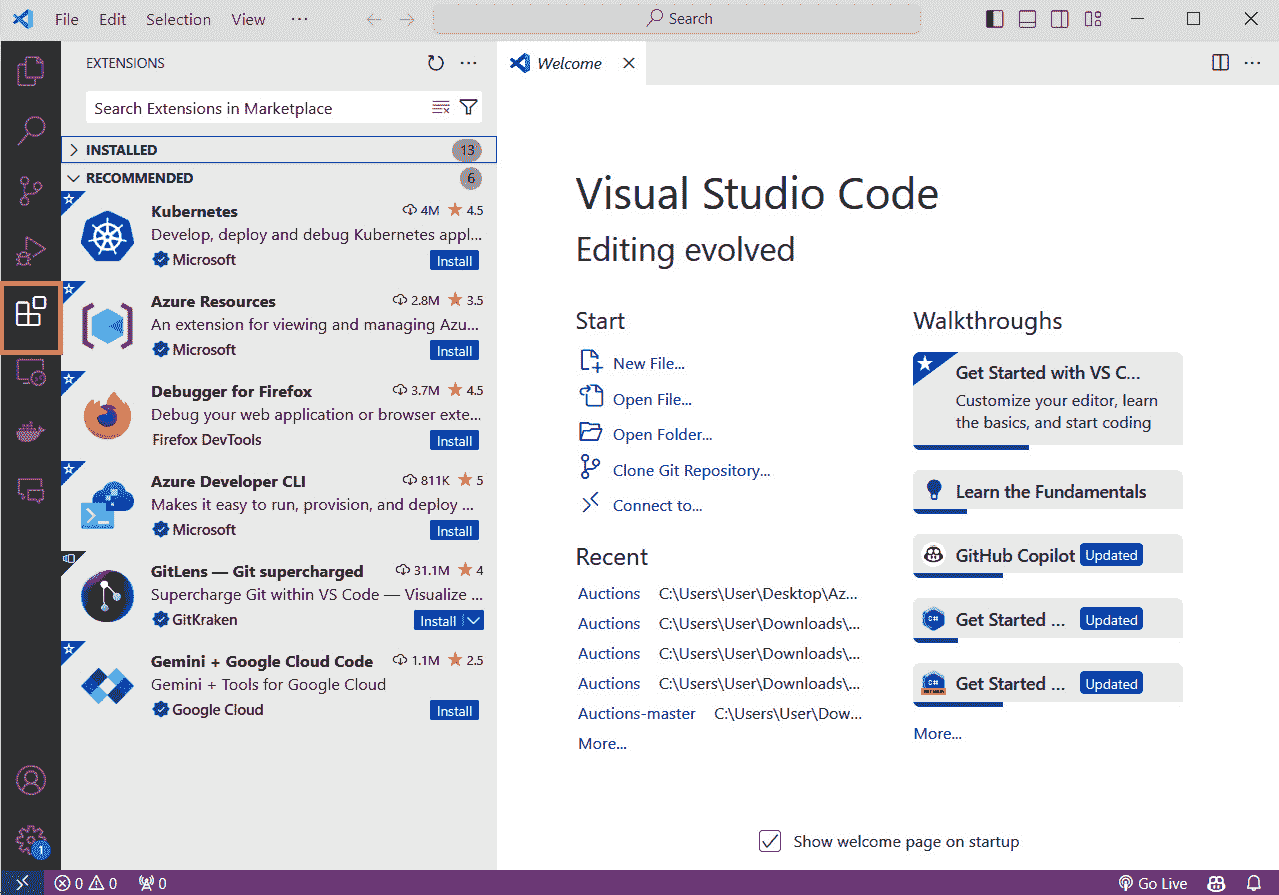 File Edit Selection View ···
Search
EXTENSIONS
Search Extensions in Marketplace
INSTALLED 13
RECOMMENDED 6
Kubernetes 4M 4.5
Develop, deploy and debug Kubernetes appl...
Microsoft Install
Azure Resources 2.8M 3.5
An extension for viewing and managing Azu...
Microsoft Install
Debugger for Firefox 3.7M 4.5
Debug your web application or browser exte...
Firefox DevTools Install
Azure Developer CLI 811K 5
Makes it easy to run, provision, and deploy ...
Microsoft Install
GitLens — Git supercharged 31.1M 4
Supercharge Git within VS Code — Visualize ...
GitKraken Install
Gemini + Google Cloud Code 1.1M 2.5
Gemini + Tools for Google Cloud
Google Cloud Install
1
Welcome
Visual Studio Code
Editing evolved
Start
New File...
Open File...
Open Folder...
Clone Git Repository...
Connect to...
Recent
Auctions C:\Users\User\Desktop\Az...
Auctions C:\Users\User\Downloads\...
Auctions C:\Users\User\Downloads\...
Auctions C:\Users\User\Downloads\...
Auctions-master C:\Users\User\Dow...
More...
Walkthroughs
Get Started with VS C...
Customize your editor, learn
the basics, and start coding
Learn the Fundamentals
GitHub Copilot Updated
C# Get Started ... Updated
C# Get Started ... Updated
More...
Show welcome page on startup
0 0 0
Go Live